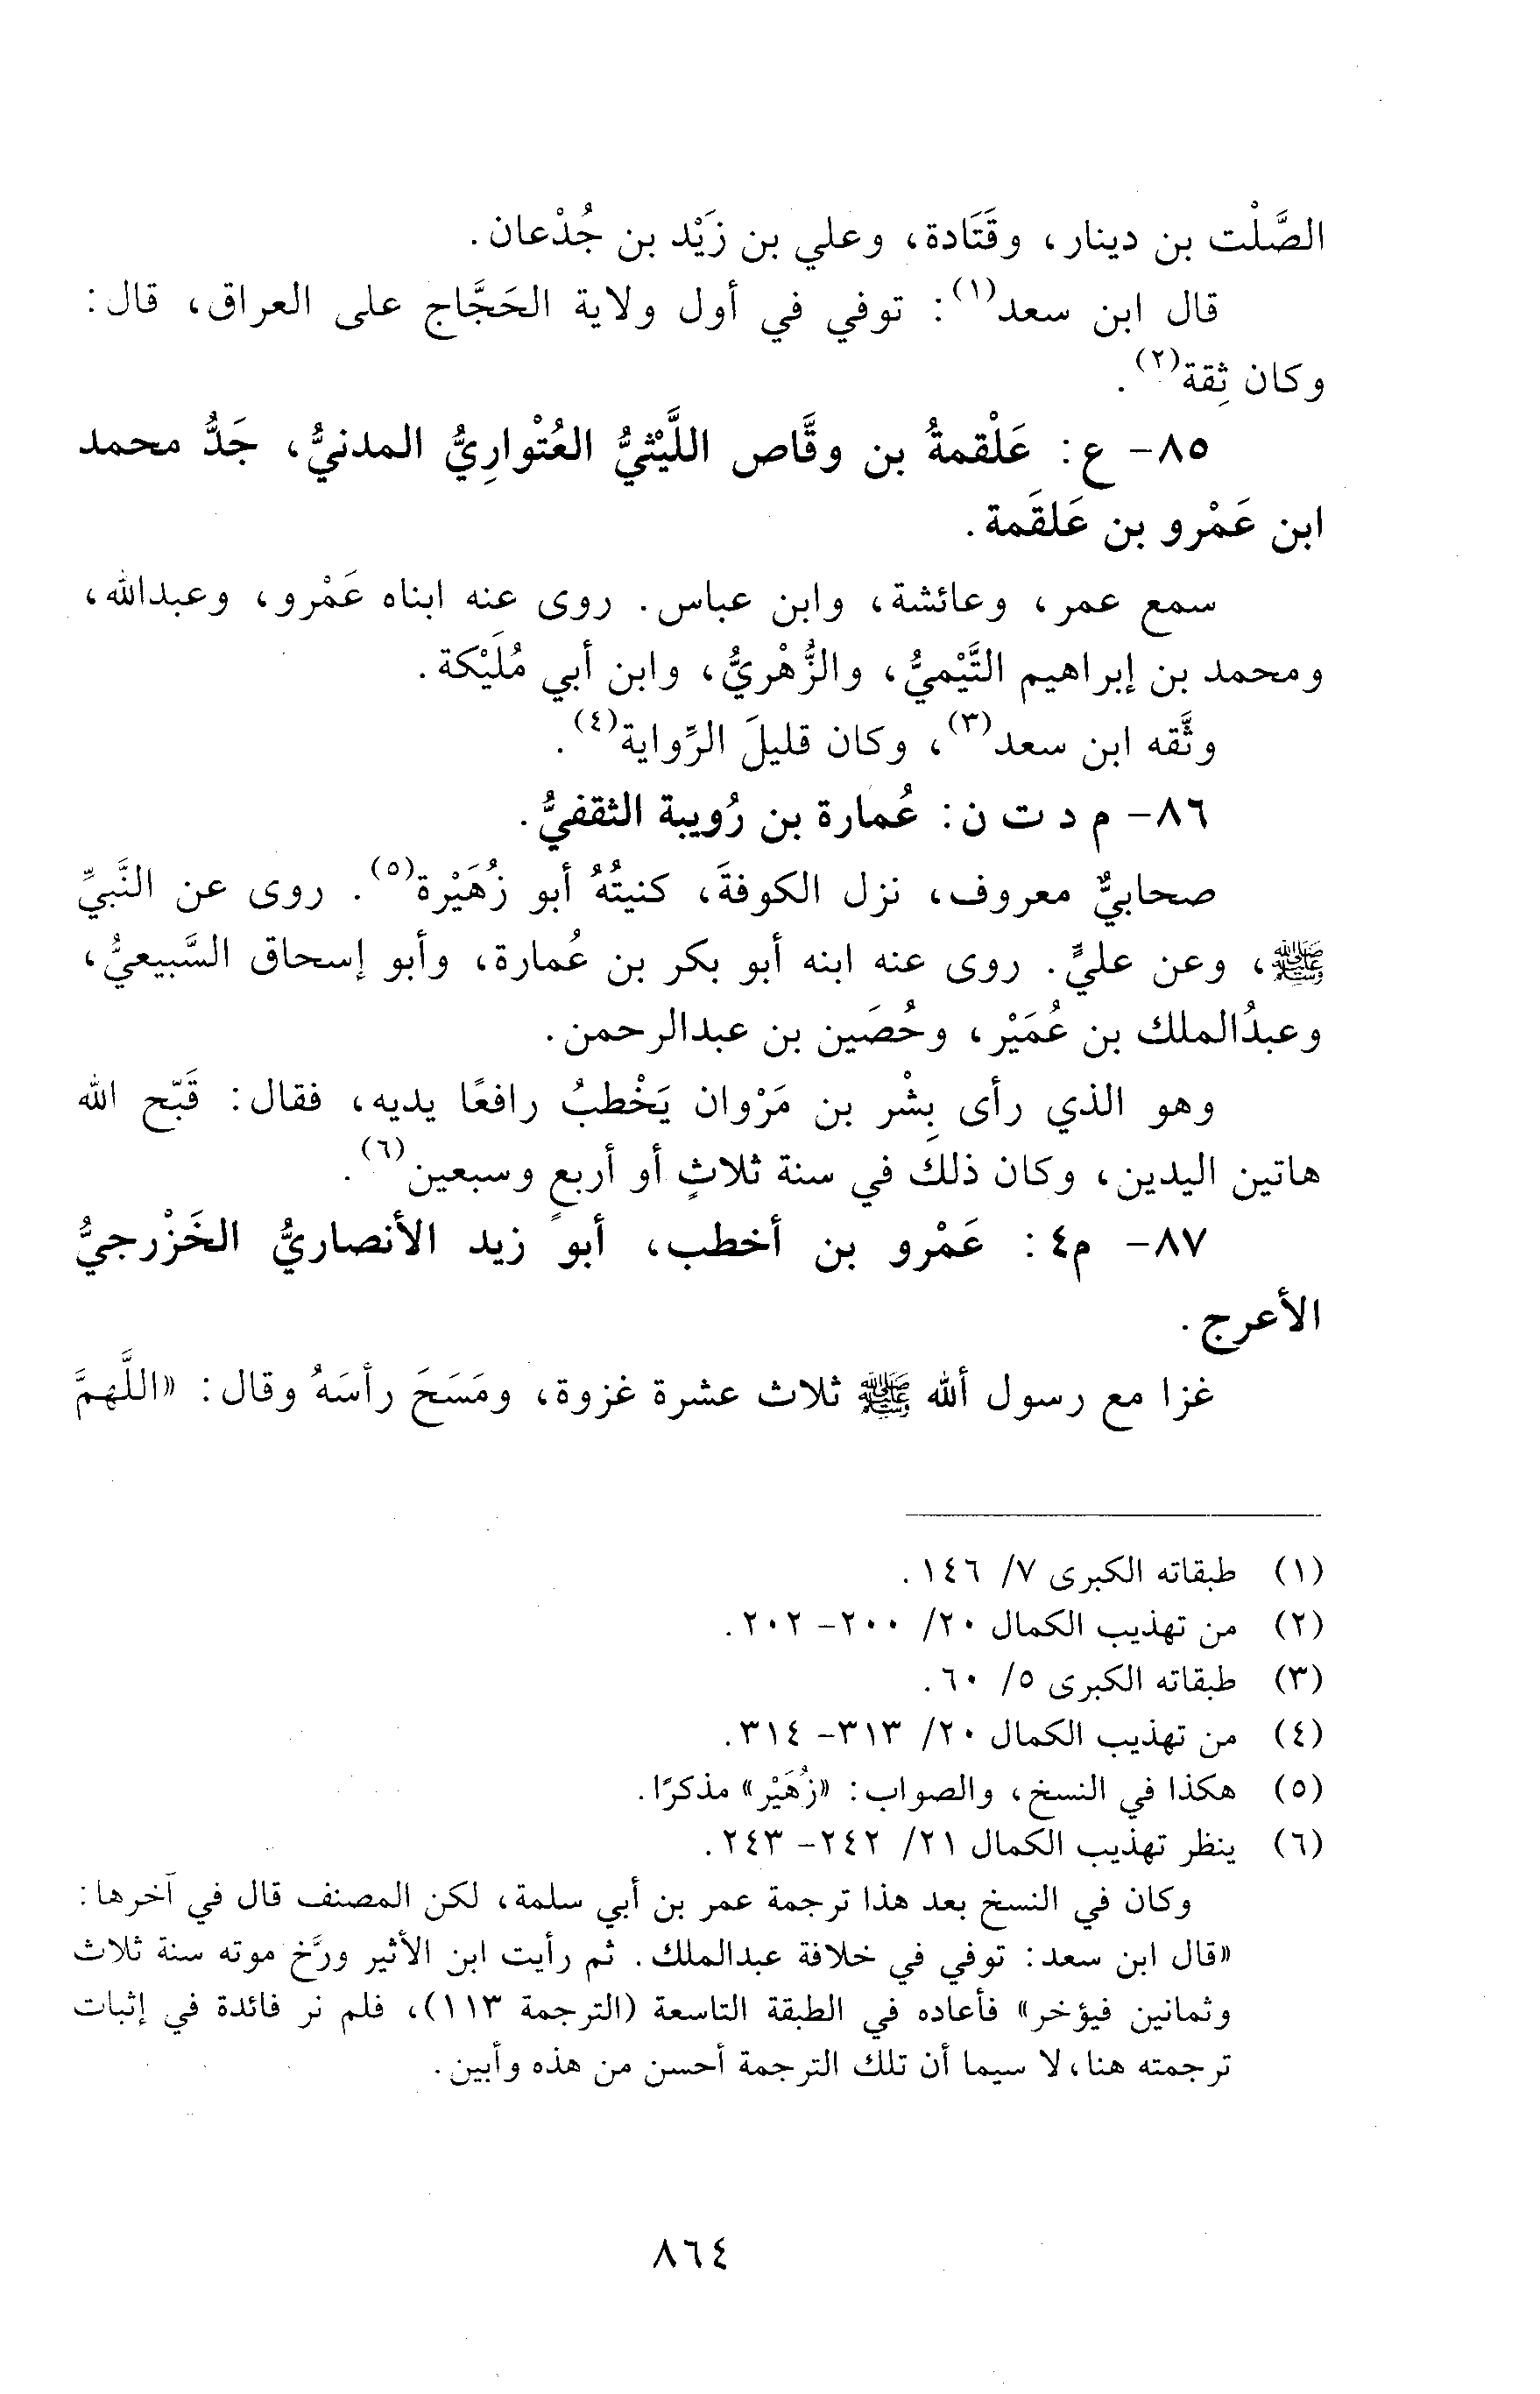 الصَّلْت بن دينار، وقَتَادة، وعلي بن زَيْد بن جُدْعان.
قال ابن سعد(١): توفي في أول ولاية الحَجَّاج على العراق، قال:
وكان ثِقة(٢).
٨٥- ع: عَلْقمةُ بن وقَّاص اللَّيْثيُّ العُتْوارِيُّ المدنيُّ، جَدُّ محمد
ابن عَمْرو بن عَلقَمة.
سمع عمر، وعائشة، وابن عباس. روى عنه ابناه عَمْرو، وعبدالله،
ومحمد بن إبراهيم التَّيْميُّ، والزُّهْريُّ، وابن أبي مُلَيْكة.
وثَّقه ابن سعد(٣)، وكان قليلَ الرِّواية(٤).
٨٦- م د ت ن: عُمارة بن رُويبة الثقفيُّ.
صحابيٌّ معروف، نزل الكوفةَ، كنيتُهُ أبو زُهَيْرة(٥). روى عن النَّبيِّ
ﷺ، وعن عليٍّ. روى عنه ابنه أبو بكر بن عُمارة، وأبو إسحاق السَّبيعيُّ،
وعبدُالملك بن عُمَيْر، وحُصَين بن عبدالرحمن.
وهو الذي رأى بِشْر بن مَرْوان يَخْطبُ رافعًا يديه، فقال: قَبّح الله
هاتين اليدين، وكان ذلك في سنة ثلاثٍ أو أربعٍ وسبعين(٦).
٨٧- م٤: عَمْرو بن أخطب، أبو زيد الأنصاريُّ الخَزْرجيُّ
الأعرج.
غزا مع رسول الله ﷺ ثلاث عشرة غزوة، ومَسَحَ رأسَهُ وقال: «اللَّهمَّ
(١) طبقاته الكبرى ٧/ ١٤٦.
(٢) من تهذيب الكمال ٢٠/ ٢٠٠- ٢٠٢.
(٣) طبقاته الكبرى ٥/ ٦٠.
(٤) من تهذيب الكمال ٢٠/ ٣١٣- ٣١٤.
(٥) هكذا في النسخ، والصواب: «زُهَيْر» مذكرًا.
(٦) ينظر تهذيب الكمال ٢١/ ٢٤٢- ٢٤٣.
وكان في النسخ بعد هذا ترجمة عمر بن أبي سلمة، لكن المصنف قال في آخرها:
«قال ابن سعد: توفي في خلافة عبدالملك. ثم رأيت ابن الأثير ورَّخ موته سنة ثلاث
وثمانين فيؤخر» فأعاده في الطبقة التاسعة (الترجمة ١١٣)، فلم نر فائدة في إثبات
ترجمته هنا، لا سيما أن تلك الترجمة أحسن من هذه وأبين.
٨٦٤